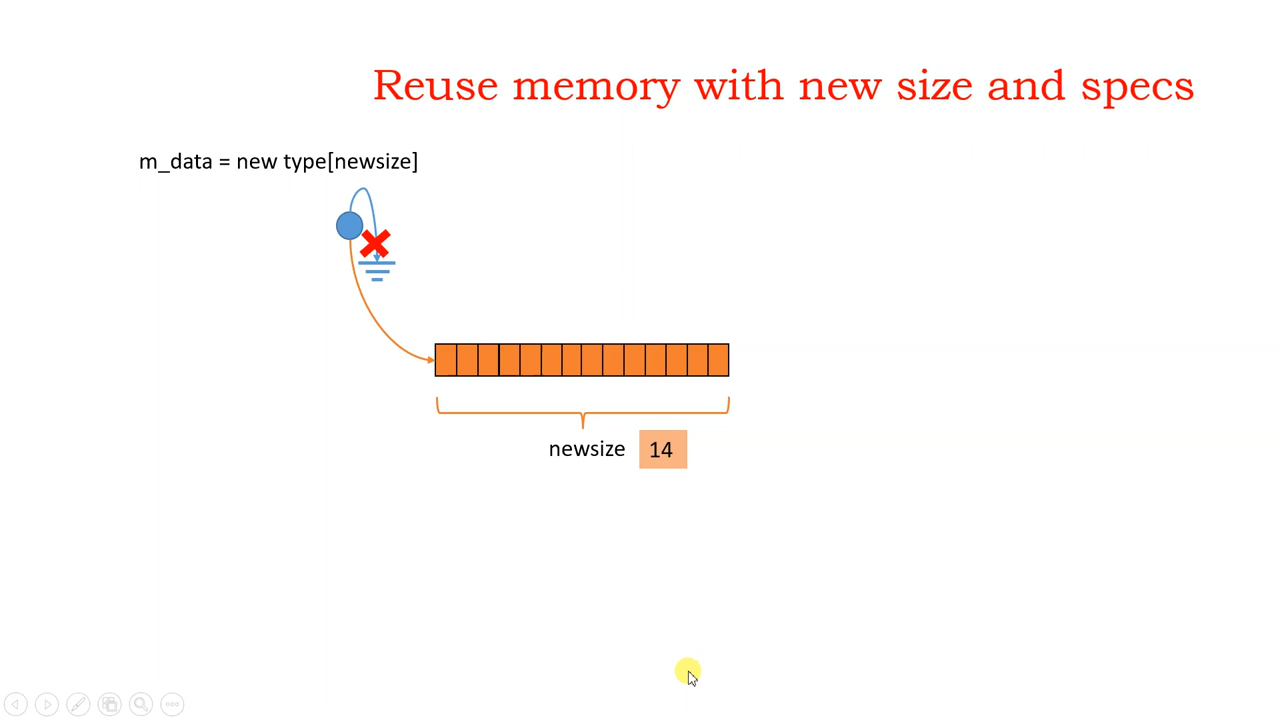 Reuse memory with new size and specs
m_data = new type[newsize]
newsize 14